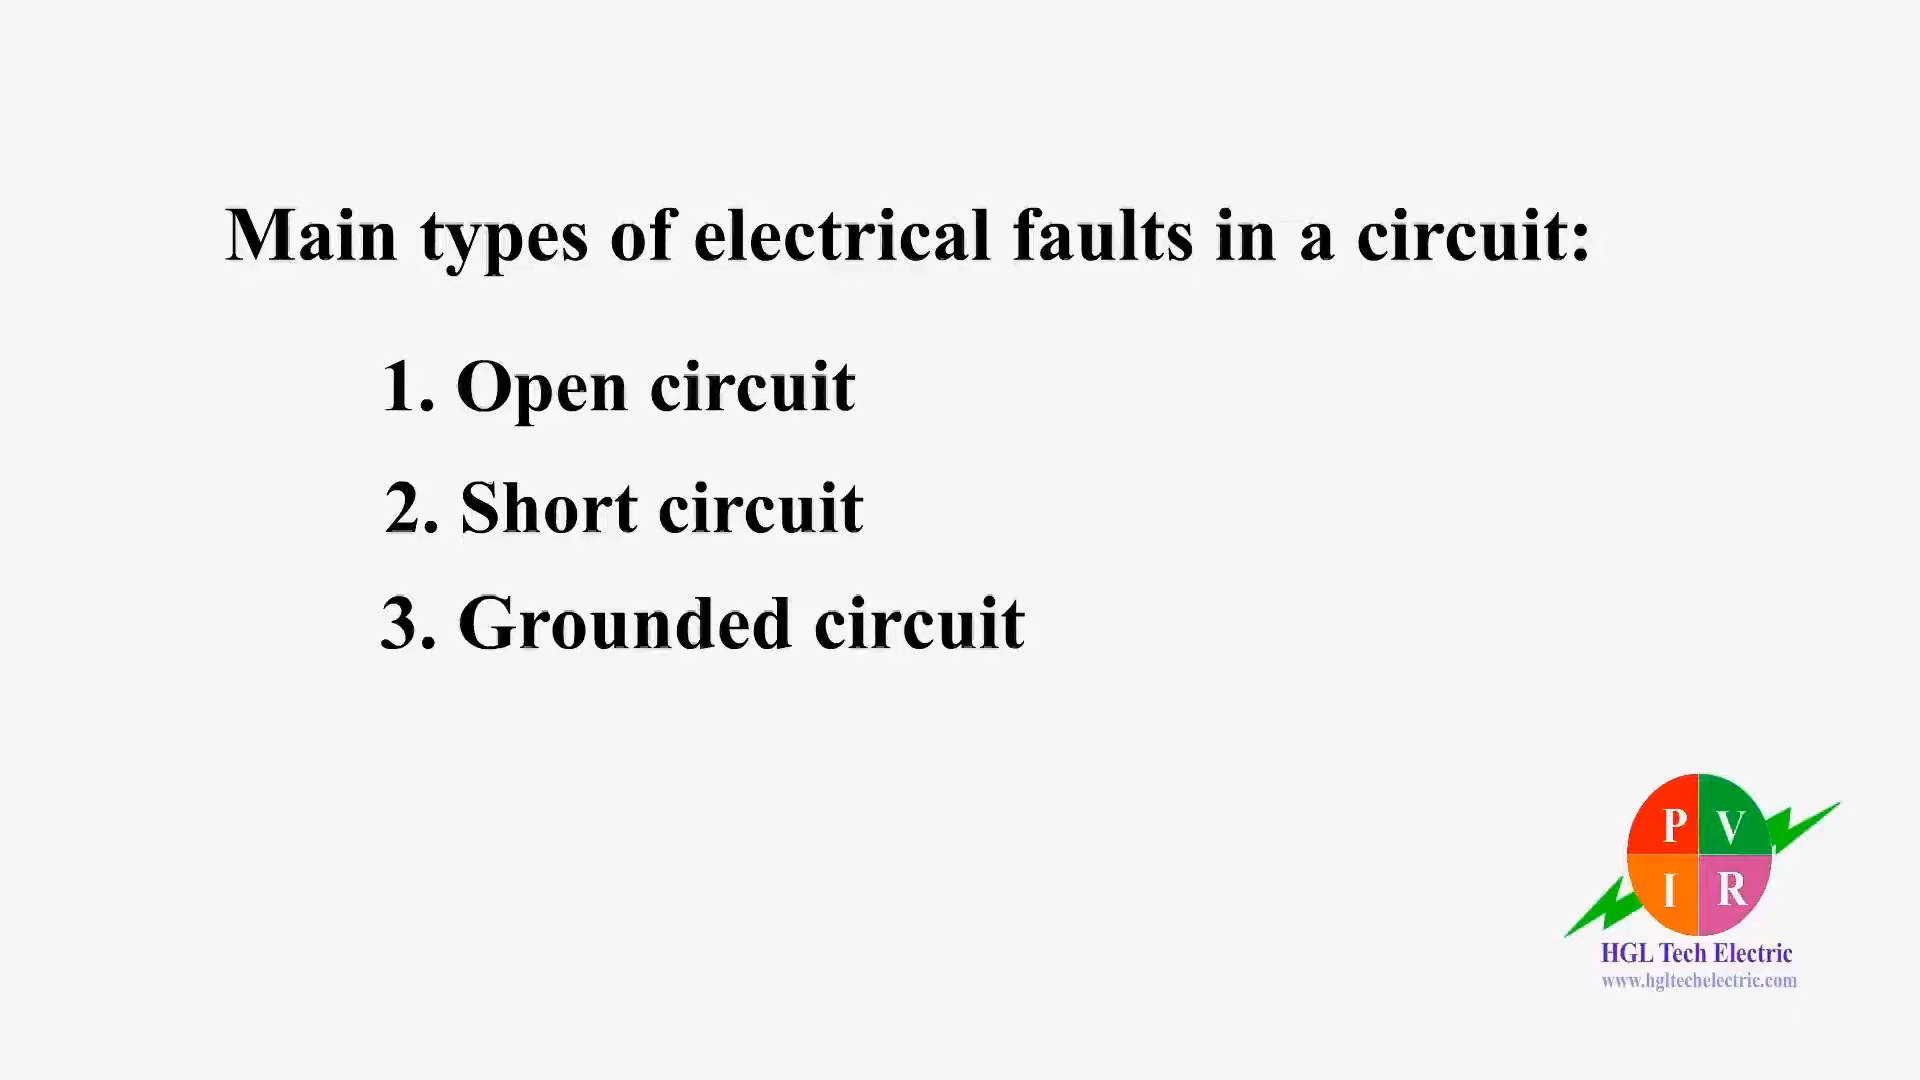 Main types of electrical faults in a circuit:
1. Open circuit
2. Short circuit
3. Grounded circuit
P V
I R
HGL Tech Electric
www.hgltechelectric.com